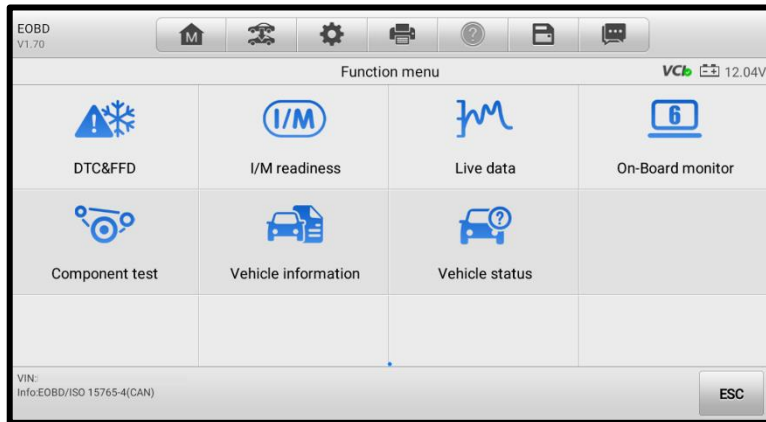 EOBD
V1.70
M
?
Function menu
VCI 12.04V
I/M
6
DTC&FFD
I/M readiness
Live data
On-Board monitor
?
Component test
Vehicle information
Vehicle status
VIN:
Info:EOBD/ISO 15765-4(CAN)
ESC